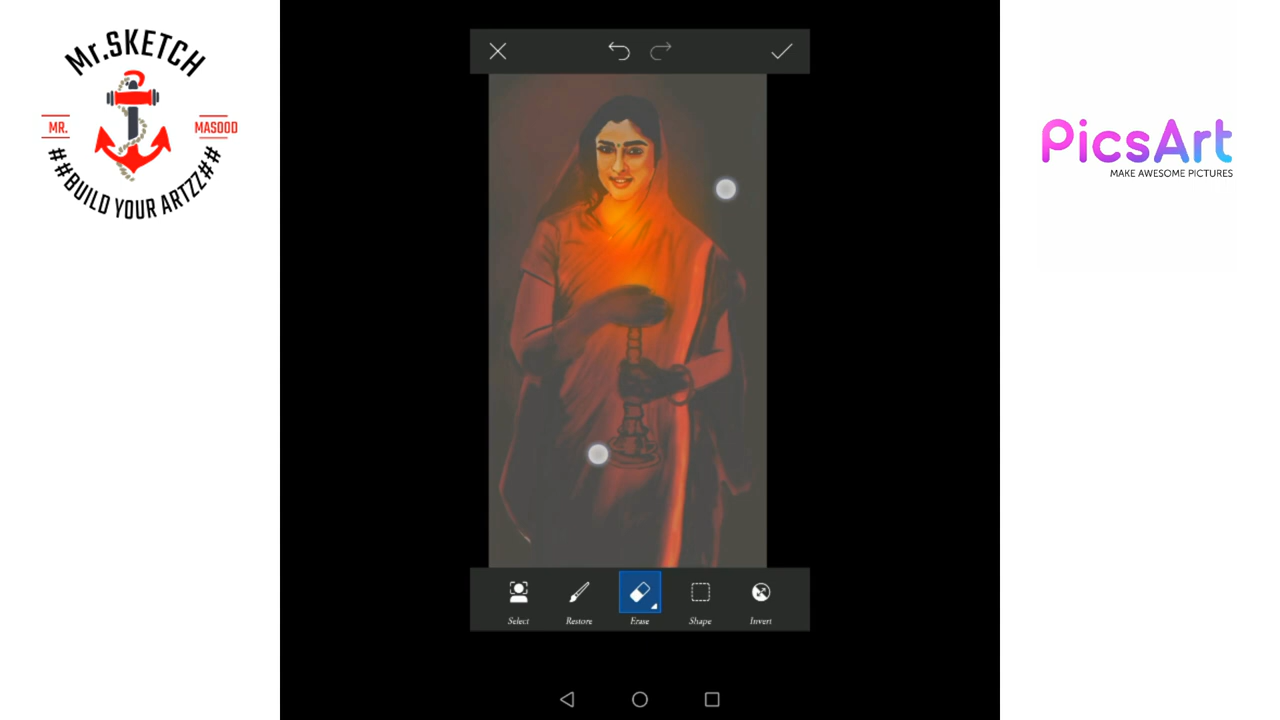 Mr.SKETCH
MR.
MASOOD
##BUILD YOUR ARTZZ##
PicsArt
MAKE AWESOME PICTURES
Select
Restore
Erase
Shape
Invert